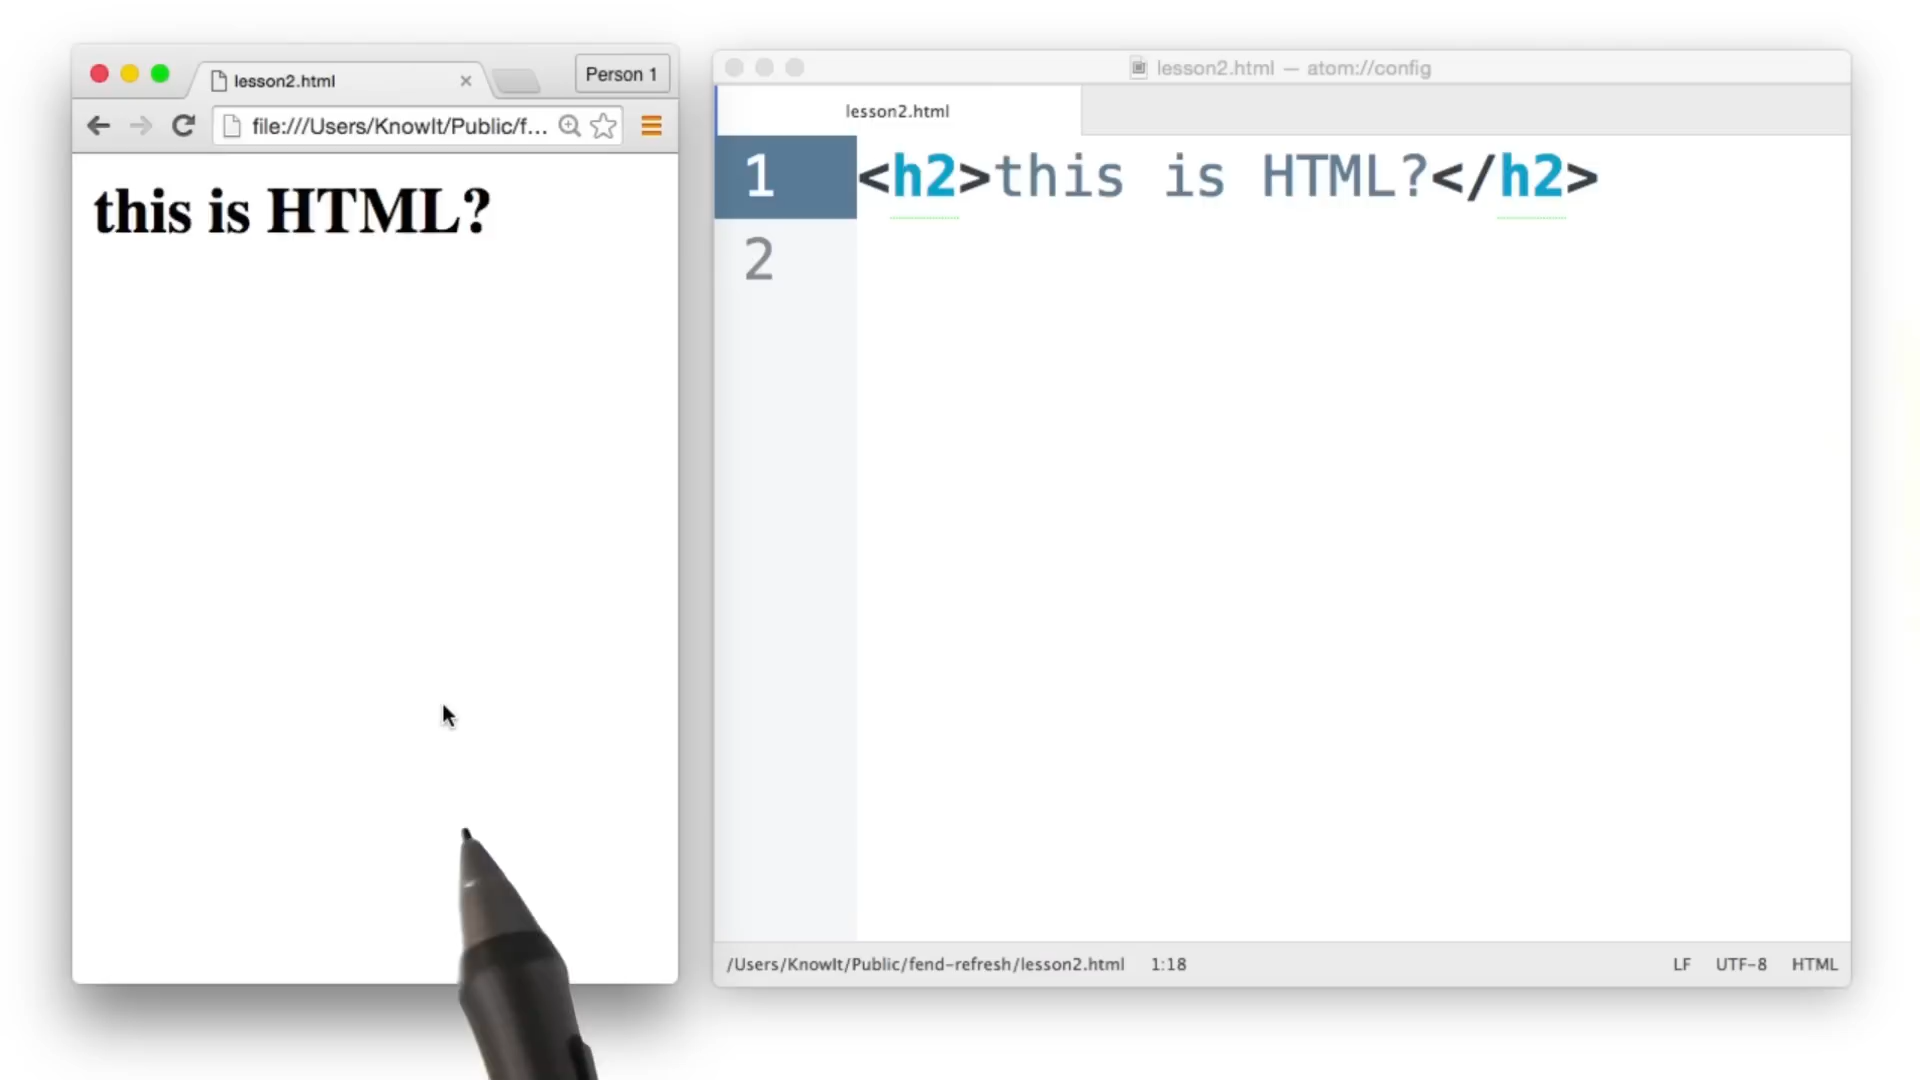 lesson2.html
Person 1
file:///Users/KnowIt/Public/f...
this is HTML?
lesson2.html — atom://config
lesson2.html
1 <h2>this is HTML?</h2>
2
/Users/KnowIt/Public/fend-refresh/lesson2.html 1:18 LF UTF-8 HTML